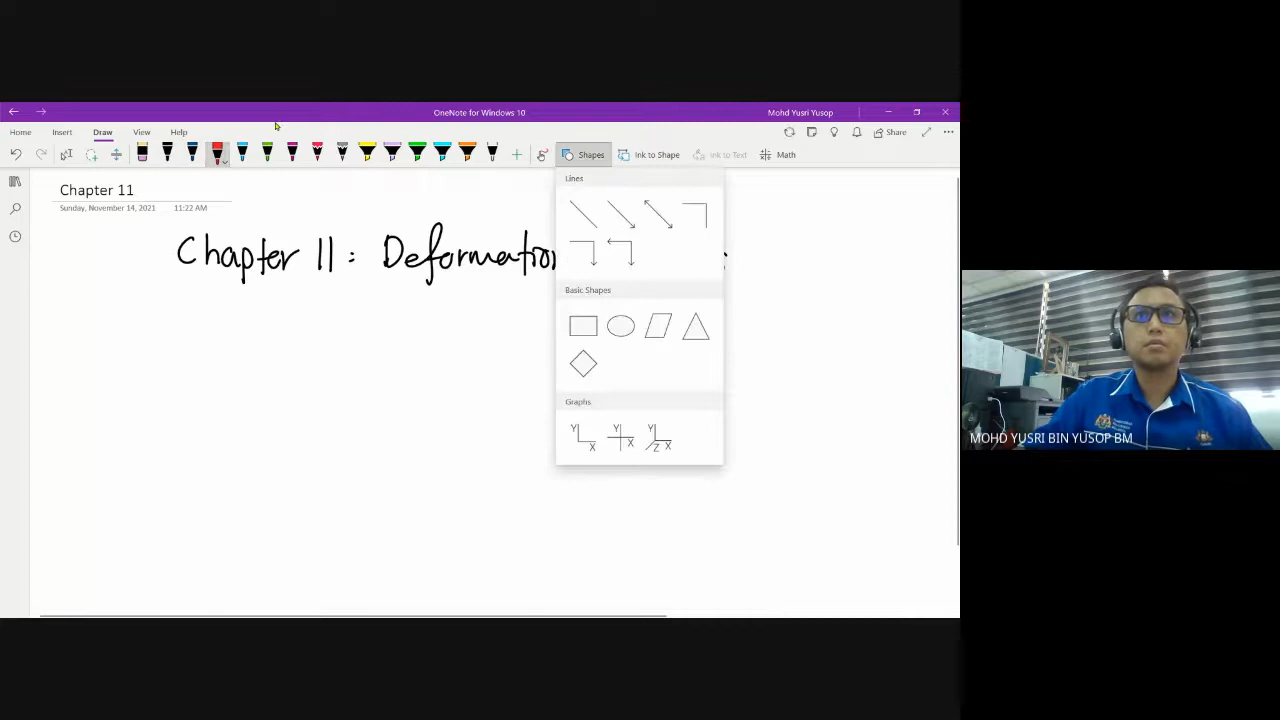 OneNote for Windows 10
Mohd Yusri Yusop
Home Insert Draw View Help
Share
Shapes Ink to Shape Ink to Text Math
Chapter 11
Sunday, November 14, 2021 11:22 AM
Chapter 11: Deformation
Lines
Basic Shapes
Graphs
Y X Y X Y Z X
MOHD YUSRI BIN YUSOP BM